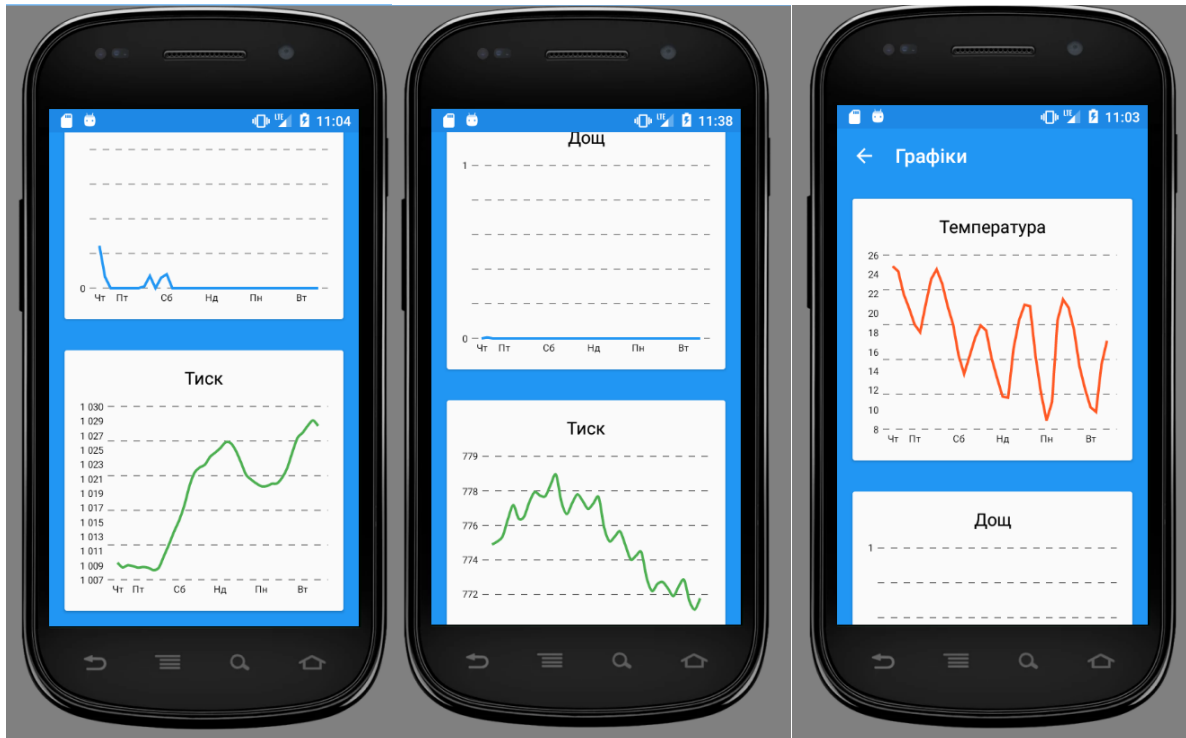 LTE 11:04
0
Чт Пт Сб Нд Пн Вт
Тиск
1 030
1 029
1 027
1 025
1 023
1 021
1 019
1 017
1 015
1 013
1 011
1 009
1 007
Чт Пт Сб Нд Пн Вт
LTE 11:38
Дощ
1
0
Чт Пт Сб Нд Пн Вт
Тиск
779
778
776
774
772
LTE 11:03
Графіки
Температура
26
24
22
20
18
16
14
12
10
8
Чт Пт Сб Нд Пн Вт
Дощ
1